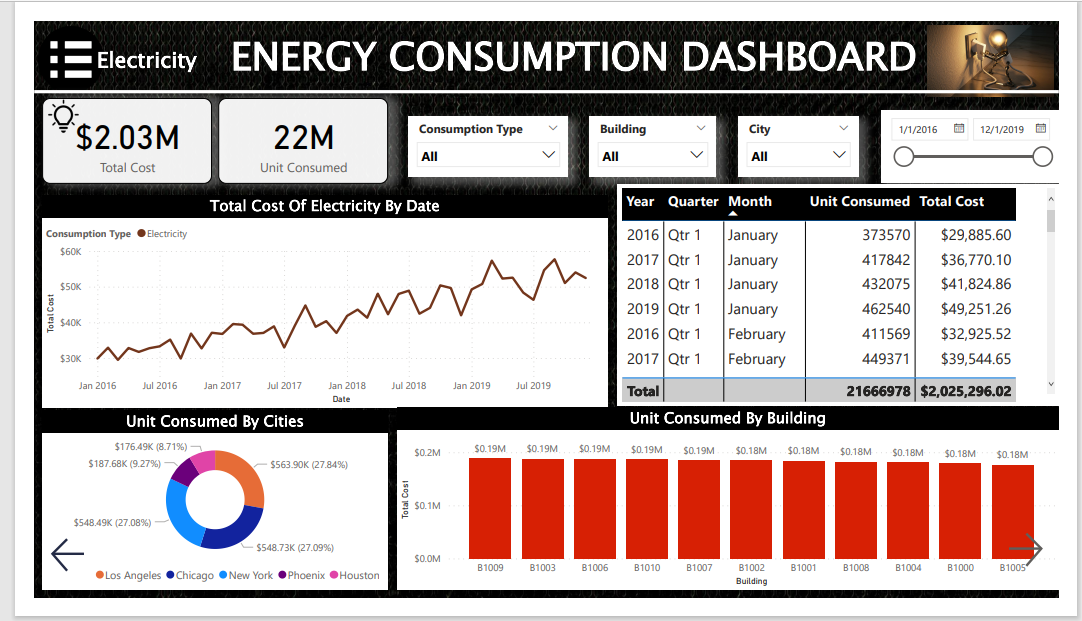 Electricity
ENERGY CONSUMPTION DASHBOARD
$2.03M
Total Cost
22M
Unit Consumed
Consumption Type
All
Building
All
City
All
1/1/2016
12/1/2019
Total Cost Of Electricity By Date
Consumption Type Electricity
$60K
$50K
$40K
$30K
Total Cost
Jan 2016 Jul 2016 Jan 2017 Jul 2017 Jan 2018 Jul 2018 Jan 2019 Jul 2019
Date
Year Quarter Month Unit Consumed Total Cost
2016 Qtr 1 January 373570 $29,885.60
2017 Qtr 1 January 417842 $36,770.10
2018 Qtr 1 January 432075 $41,824.86
2019 Qtr 1 January 462540 $49,251.26
2016 Qtr 1 February 411569 $32,925.52
2017 Qtr 1 February 449371 $39,544.65
Total 21666978 $2,025,296.02
Unit Consumed By Cities
$176.49K (8.71%)
$187.68K (9.27%)
$563.90K (27.84%)
$548.49K (27.08%)
$548.73K (27.09%)
Los Angeles Chicago New York Phoenix Houston
Unit Consumed By Building
$0.2M
$0.1M
$0.0M
Total Cost
$0.19M $0.19M $0.19M $0.19M $0.19M $0.18M $0.18M $0.18M $0.18M $0.18M $0.18M
B1009 B1003 B1006 B1010 B1007 B1002 B1001 B1008 B1004 B1000 B1005
Building